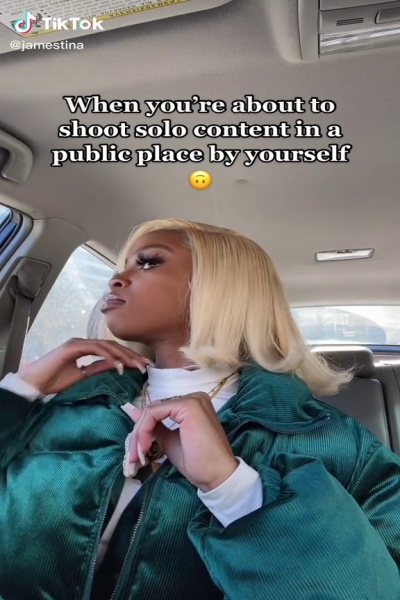 TikTok
@jamestina
When you're about to
shoot solo content in a
public place by yourself
🙃